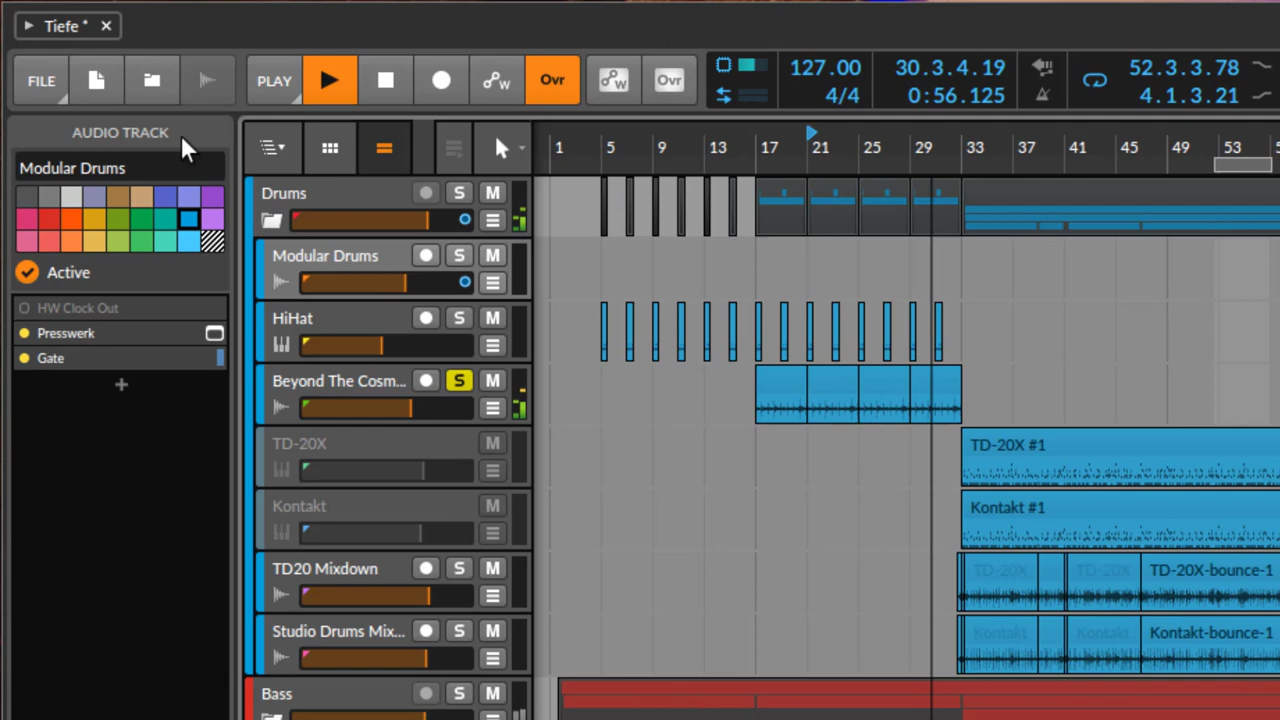 Tiefe *
FILE
PLAY
Ovr
Ovr
127.00
4/4
30.3.4.19
0:56.125
52.3.3.78
4.1.3.21
AUDIO TRACK
Modular Drums
Active
HW Clock Out
Presswerk
Gate
1 5 9 13 17 21 25 29 33 37 41 45 49 53
Drums S M
Modular Drums S M
HiHat S M
Beyond The Cosm... S M
TD-20X M
TD-20X #1
Kontakt M
Kontakt #1
TD20 Mixdown S M
TD-20X TD-20X TD-20X-bounce-1
Studio Drums Mix... S M
Kontakt Kontakt Kontakt-bounce-1
Bass S M